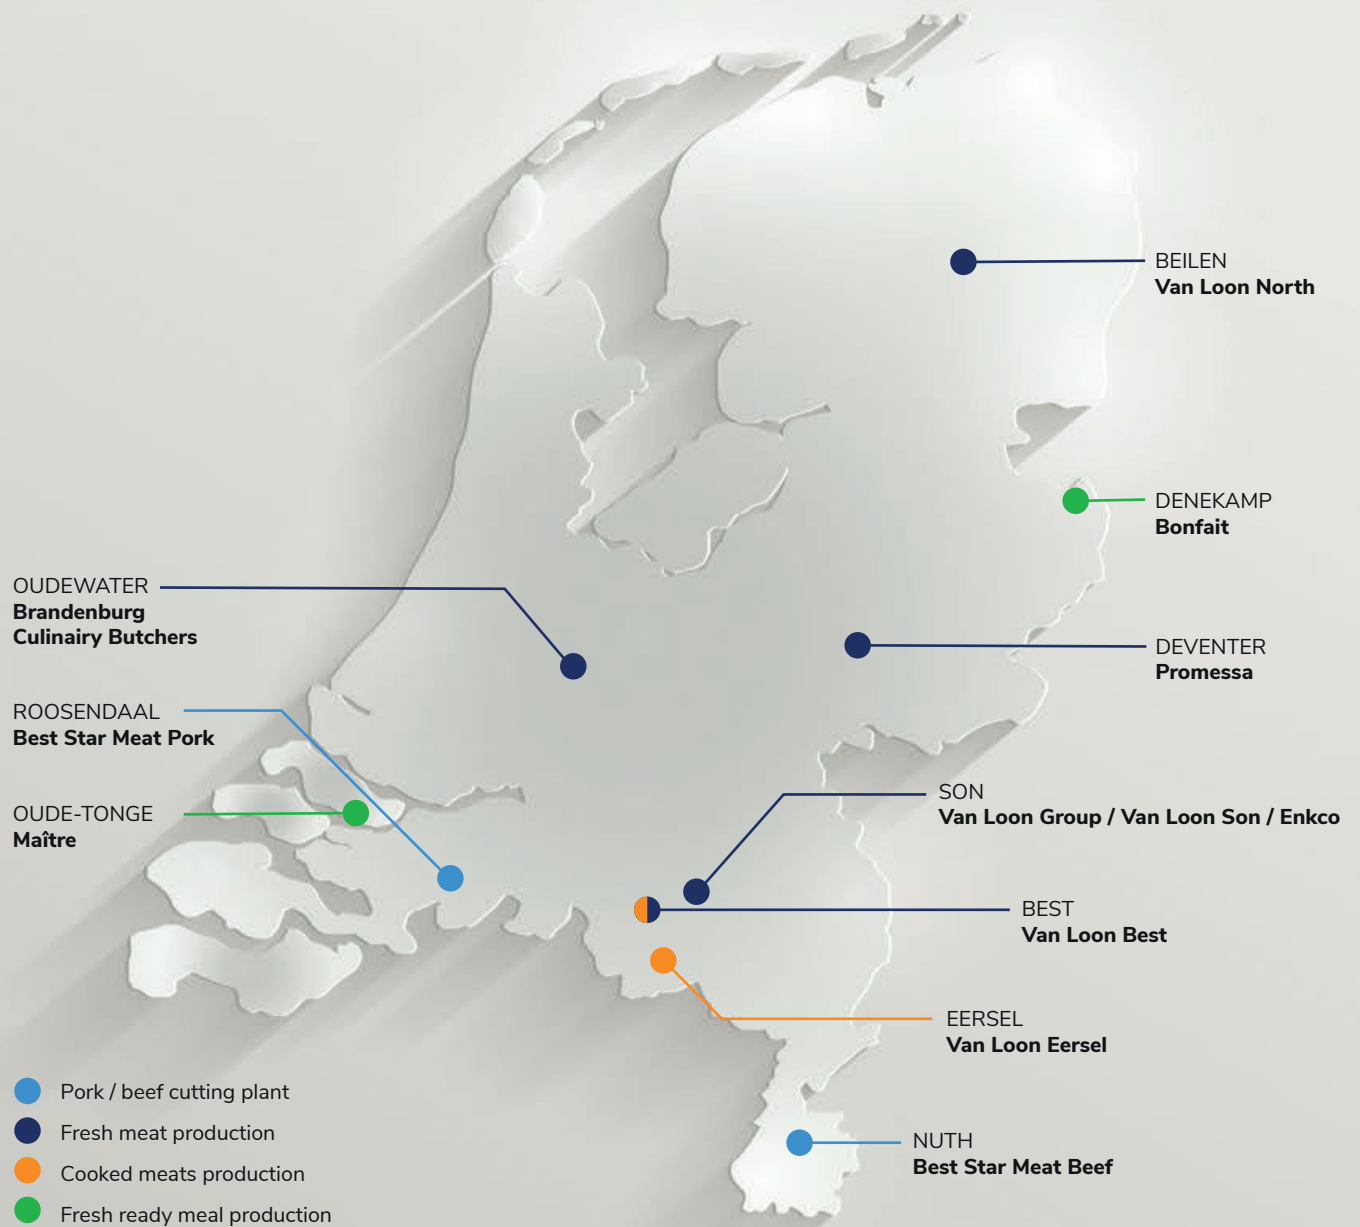 BEILEN
Van Loon North
DENEKAMP
Bonfait
OUDEWATER
Brandenburg
Culinairy Butchers
DEVENTER
Promessa
ROOSENDAAL
Best Star Meat Pork
SON
Van Loon Group / Van Loon Son / Enkco
OUDE-TONGE
Maître
BEST
Van Loon Best
EERSEL
Van Loon Eersel
Pork / beef cutting plant
Fresh meat production
Cooked meats production
Fresh ready meal production
NUTH
Best Star Meat Beef